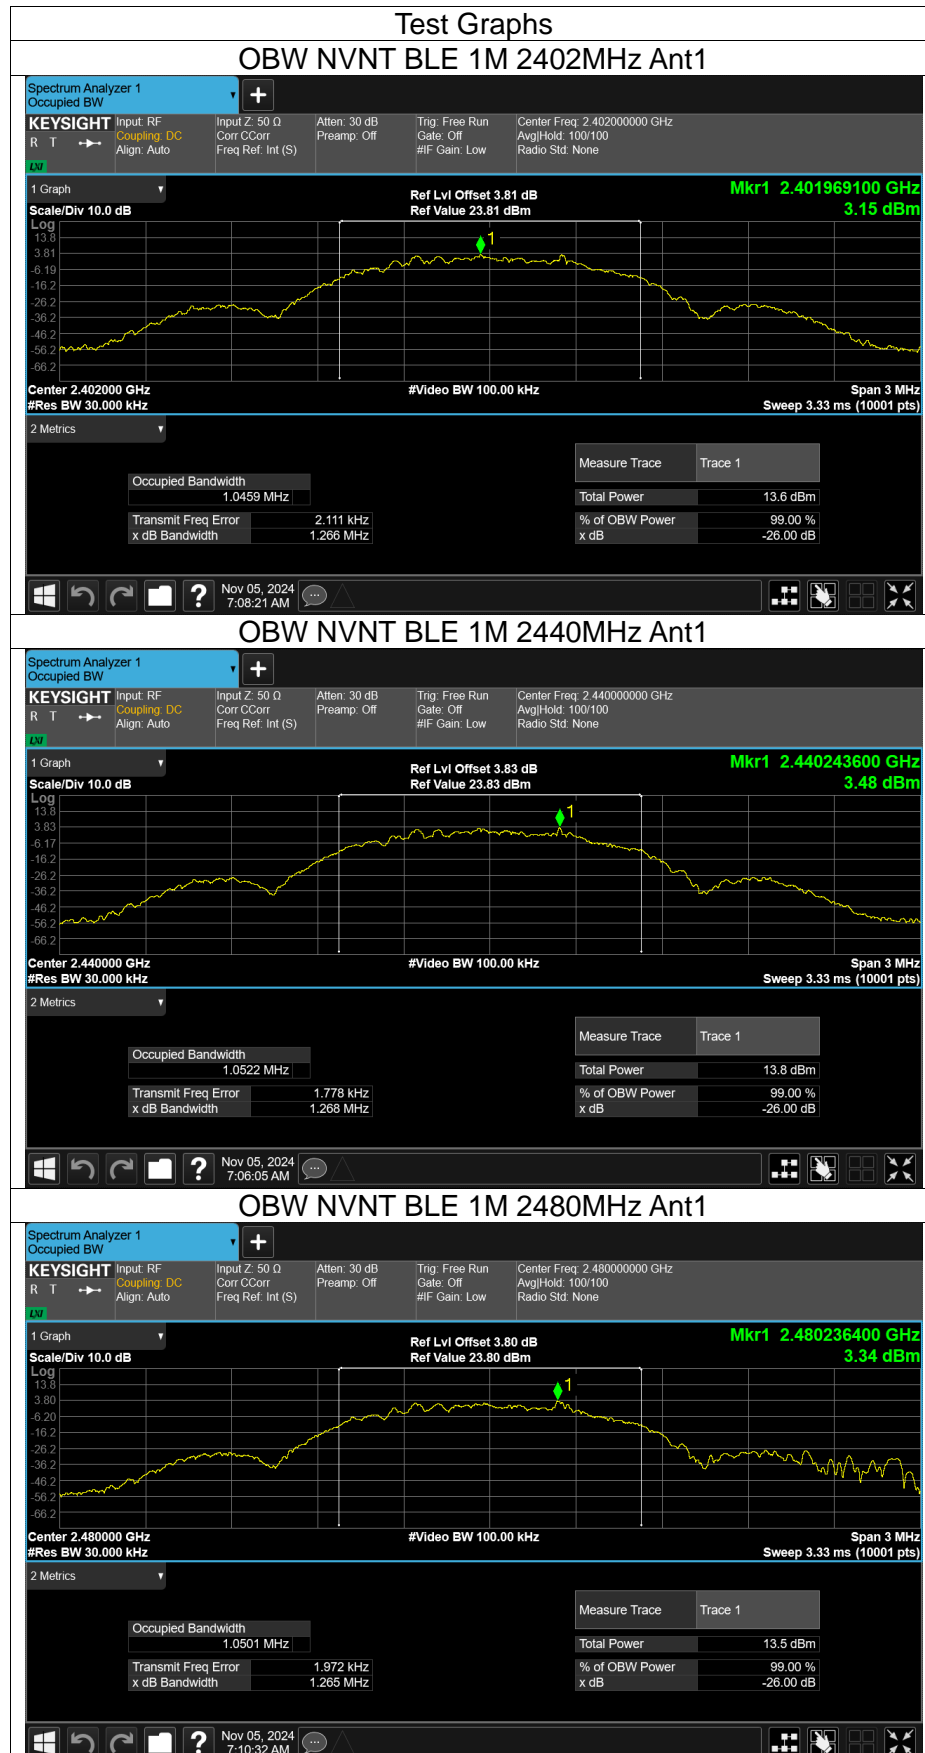 Test Graphs
OBW NVNT BLE 1M 2402MHz Ant1
Spectrum Analyzer 1
Occupied BW
+
KEYSIGHT Input: RF Input Z: 50 Ω Atten: 30 dB Trig: Free Run Center Freq: 2.402000000 GHz
R T Coupling: DC Corr CCorr Preamp: Off Gate: Off Avg|Hold: 100/100
Align: Auto Freq Ref: Int (S) #IF Gain: Low Radio Std: None
LXI
1 Graph Ref Lvl Offset 3.81 dB Mkr1 2.401969100 GHz
Scale/Div 10.0 dB Ref Value 23.81 dBm 3.15 dBm
Log
13.8
1
3.81
-6.19
-16.2
-26.2
-36.2
-46.2
-56.2
-66.2
Center 2.402000 GHz #Video BW 100.00 kHz Span 3 MHz
#Res BW 30.000 kHz Sweep 3.33 ms (10001 pts)
2 Metrics
Measure Trace Trace 1
Occupied Bandwidth
1.0459 MHz Total Power 13.6 dBm
Transmit Freq Error 2.111 kHz % of OBW Power 99.00 %
x dB Bandwidth 1.266 MHz x dB -26.00 dB
? Nov 05, 2024
7:08:21 AM
OBW NVNT BLE 1M 2440MHz Ant1
Spectrum Analyzer 1
Occupied BW
+
KEYSIGHT Input: RF Input Z: 50 Ω Atten: 30 dB Trig: Free Run Center Freq: 2.440000000 GHz
R T Coupling: DC Corr CCorr Preamp: Off Gate: Off Avg|Hold: 100/100
Align: Auto Freq Ref: Int (S) #IF Gain: Low Radio Std: None
LXI
1 Graph Ref Lvl Offset 3.83 dB Mkr1 2.440243600 GHz
Scale/Div 10.0 dB Ref Value 23.83 dBm 3.48 dBm
Log
13.8
1
3.83
-6.17
-16.2
-26.2
-36.2
-46.2
-56.2
-66.2
Center 2.440000 GHz #Video BW 100.00 kHz Span 3 MHz
#Res BW 30.000 kHz Sweep 3.33 ms (10001 pts)
2 Metrics
Measure Trace Trace 1
Occupied Bandwidth
1.0522 MHz Total Power 13.8 dBm
Transmit Freq Error 1.778 kHz % of OBW Power 99.00 %
x dB Bandwidth 1.268 MHz x dB -26.00 dB
? Nov 05, 2024
7:06:05 AM
OBW NVNT BLE 1M 2480MHz Ant1
Spectrum Analyzer 1
Occupied BW
+
KEYSIGHT Input: RF Input Z: 50 Ω Atten: 30 dB Trig: Free Run Center Freq: 2.480000000 GHz
R T Coupling: DC Corr CCorr Preamp: Off Gate: Off Avg|Hold: 100/100
Align: Auto Freq Ref: Int (S) #IF Gain: Low Radio Std: None
LXI
1 Graph Ref Lvl Offset 3.80 dB Mkr1 2.480236400 GHz
Scale/Div 10.0 dB Ref Value 23.80 dBm 3.34 dBm
Log
13.8
1
3.80
-6.20
-16.2
-26.2
-36.2
-46.2
-56.2
-66.2
Center 2.480000 GHz #Video BW 100.00 kHz Span 3 MHz
#Res BW 30.000 kHz Sweep 3.33 ms (10001 pts)
2 Metrics
Measure Trace Trace 1
Occupied Bandwidth
1.0501 MHz Total Power 13.5 dBm
Transmit Freq Error 1.972 kHz % of OBW Power 99.00 %
x dB Bandwidth 1.265 MHz x dB -26.00 dB
? Nov 05, 2024
7:10:32 AM